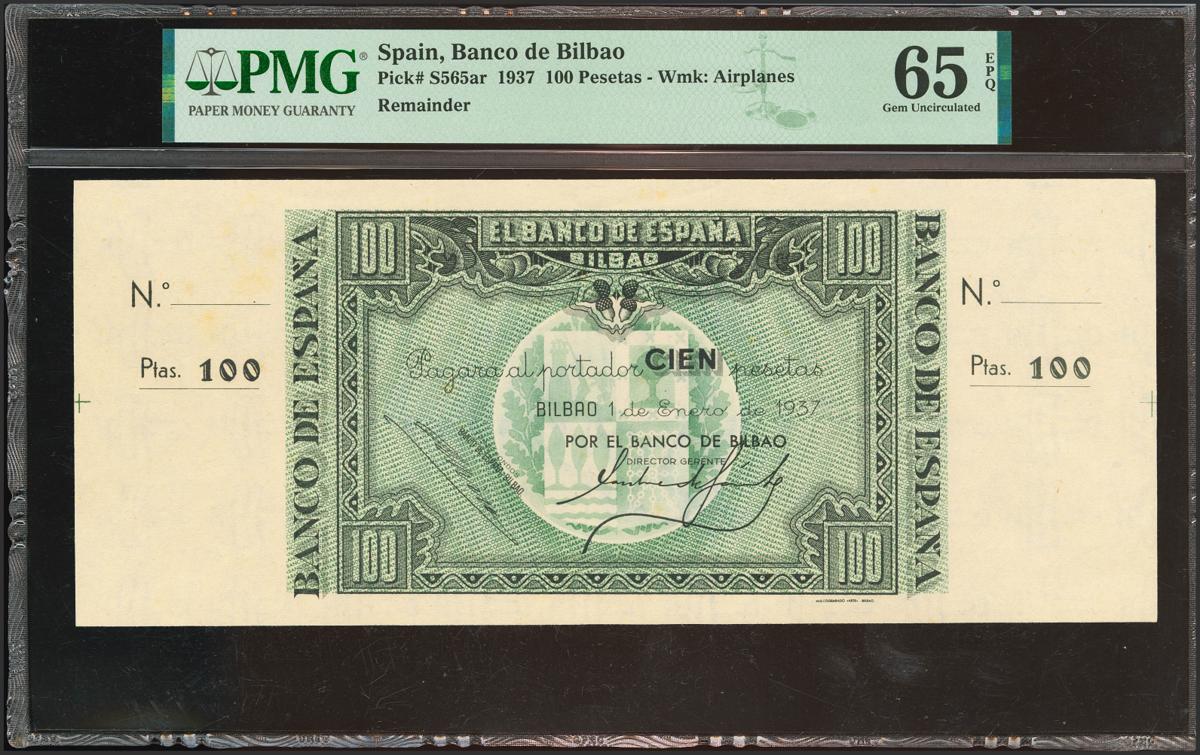 PMG®
PAPER MONEY GUARANTY
Spain, Banco de Bilbao
Pick# S565ar 1937 100 Pesetas - Wmk: Airplanes
Remainder
65 EPQ
Gem Uncirculated
100
EL BANCO DE ESPAÑA
BILBAO
100
N.º
Ptas. 100
BANCO DE ESPAÑA
Pagará al portador CIEN pesetas
BILBAO 1 de Enero de 1937
POR EL BANCO DE BILBAO
DIRECTOR GERENTE
100
100
BANCO DE ESPAÑA
N.º
Ptas. 100